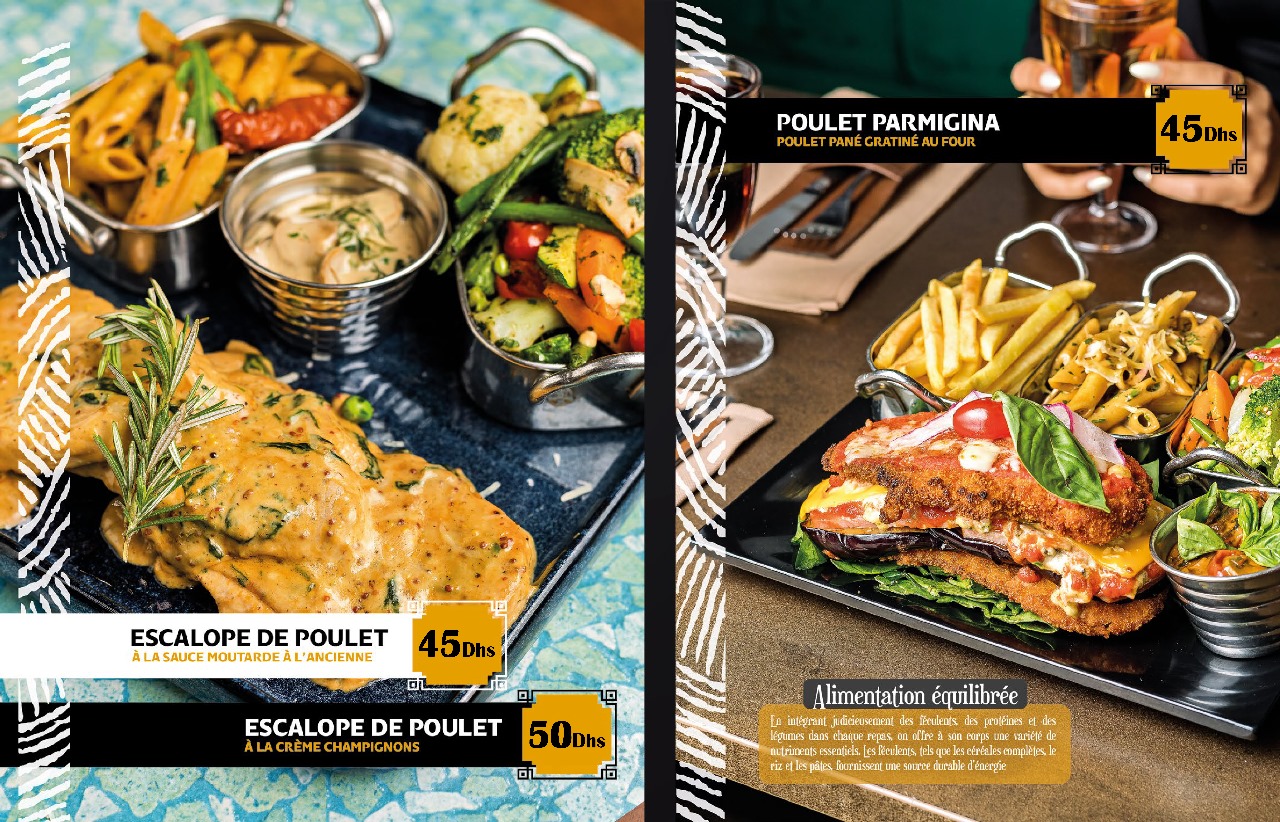 ESCALOPE DE POULET
À LA SAUCE MOUTARDE À L'ANCIENNE
45Dhs
ESCALOPE DE POULET
À LA CRÈME CHAMPIGNONS
50Dhs
POULET PARMIGINA
POULET PANÉ GRATINÉ AU FOUR
45Dhs
Alimentation équilibrée
En intégrant judicieusement des féculents, des protéines et des
légumes dans chaque repas, on offre à son corps une variété de
nutriments essentiels. Les féculents, tels que les céréales complètes, le
riz et les pâtes, fournissent une source durable d'énergie